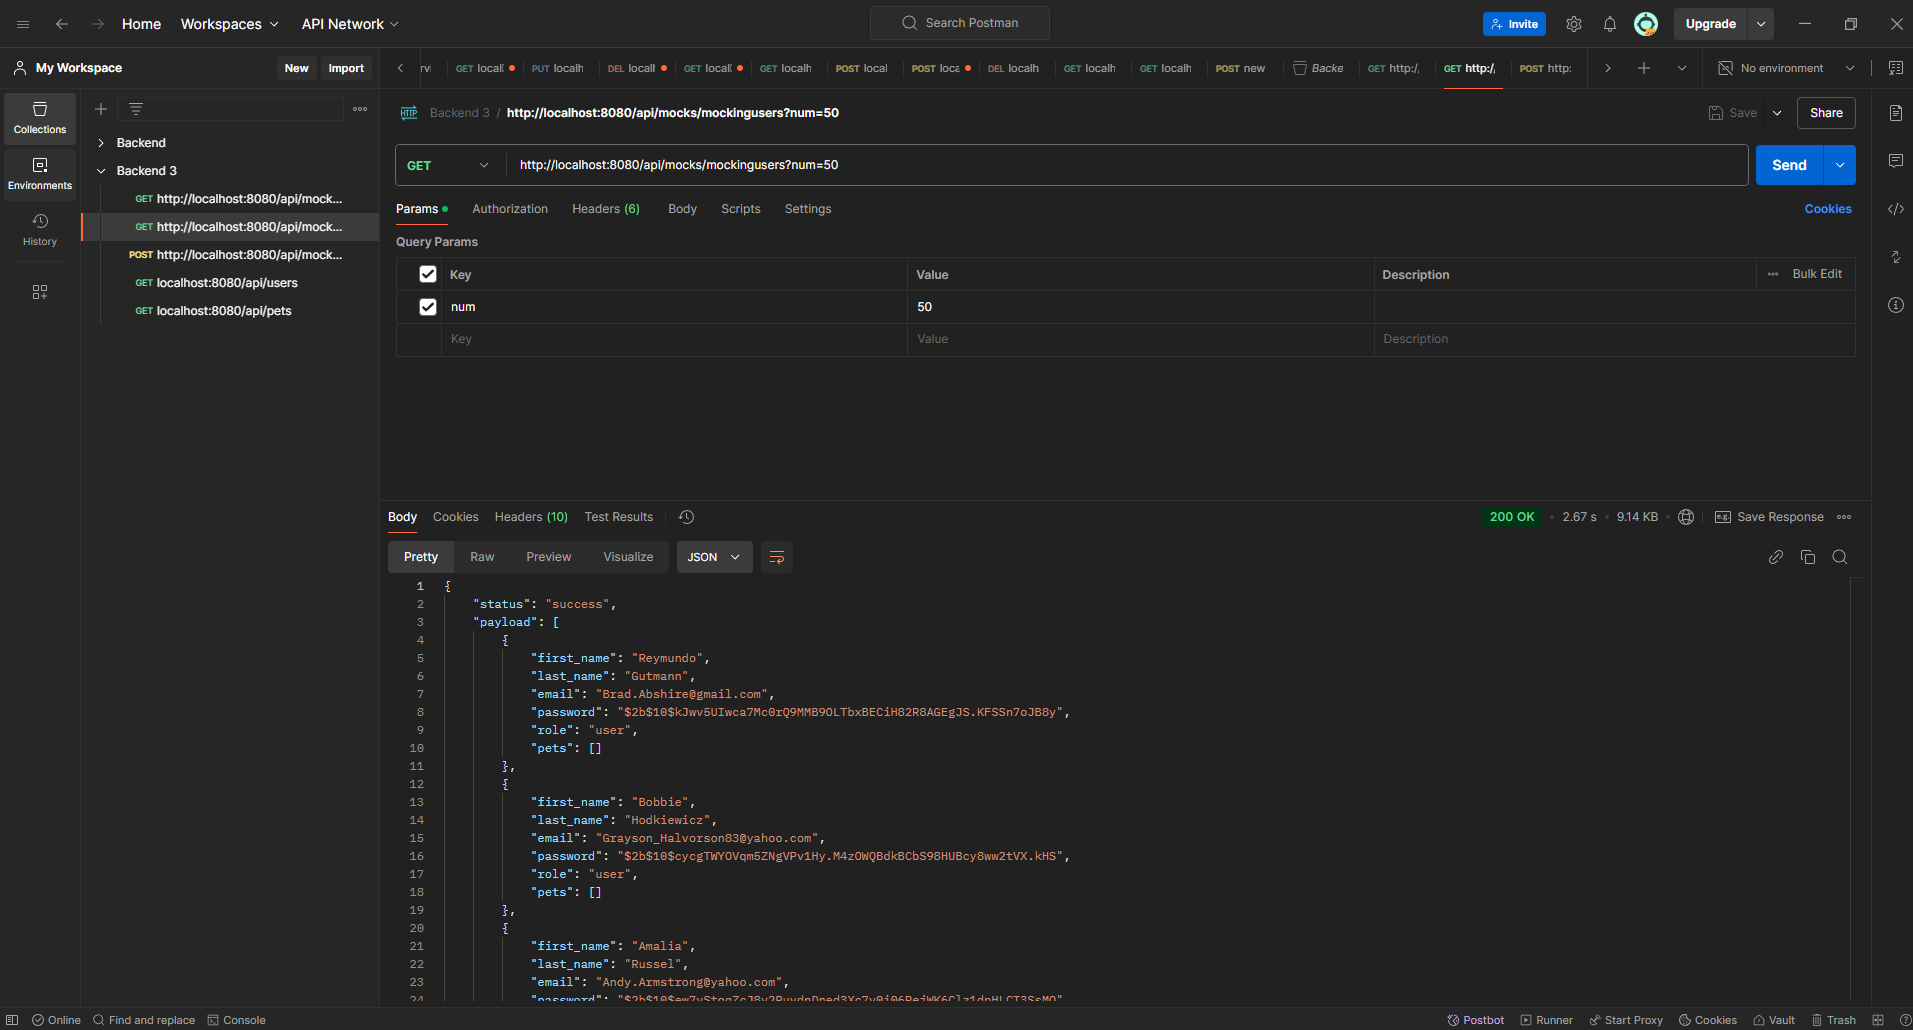 Home
Workspaces
API Network
Search Postman
Invite
Upgrade
My Workspace
New
Import
GET
PUT localh
DEL locall
GET
GET localh
POST local
POST loca
DEL localh
GET localh
GET localh
POST new
Backe
GET http:/
GET http:/
POST http:
No environment
Collections
Environments
History
Backend
Backend 3
GET http://localhost:8080/api/mock...
GET http://localhost:8080/api/mock...
POST http://localhost:8080/api/mock...
GET localhost:8080/api/users
GET localhost:8080/api/pets
HTTP
Backend 3 / http://localhost:8080/api/mocks/mockingusers?num=50
Save
Share
GET
http://localhost:8080/api/mocks/mockingusers?num=50
Send
Params
Authorization
Headers (6)
Body
Scripts
Settings
Cookies
Query Params
Key
Value
Description
Bulk Edit
num
50
Key
Value
Description
Body
Cookies
Headers (10)
Test Results
200 OK
2.67 s
9.14 KB
e.g.
Save Response
Pretty
Raw
Preview
Visualize
JSON
1 {
2 "status": "success",
3 "payload": [
4 {
5 "first_name": "Reymundo",
6 "last_name": "Gutmann",
7 "email": "Brad.Abshire@gmail.com",
8 "password": "$2b$10$kJwv5UIwca7Mc0rQ9MMB9OLTbxBECiH82R8AGEgJS.KFSSn7oJB8y",
9 "role": "user",
10 "pets": []
11 },
12 {
13 "first_name": "Bobbie",
14 "last_name": "Hodkiewicz",
15 "email": "Grayson_Halvorson83@yahoo.com",
16 "password": "$2b$10$cycgTWYOVqm5ZNgVPv1Hy.M4zOWQBdkBCbS98HUBcy8ww2tVX.kHS",
17 "role": "user",
18 "pets": []
19 },
20 {
21 "first_name": "Amalia",
22 "last_name": "Russel",
23 "email": "Andy.Armstrong@yahoo.com",
24 "password":
Online
Find and replace
Console
Postbot
Runner
Start Proxy
Cookies
Vault
Trash